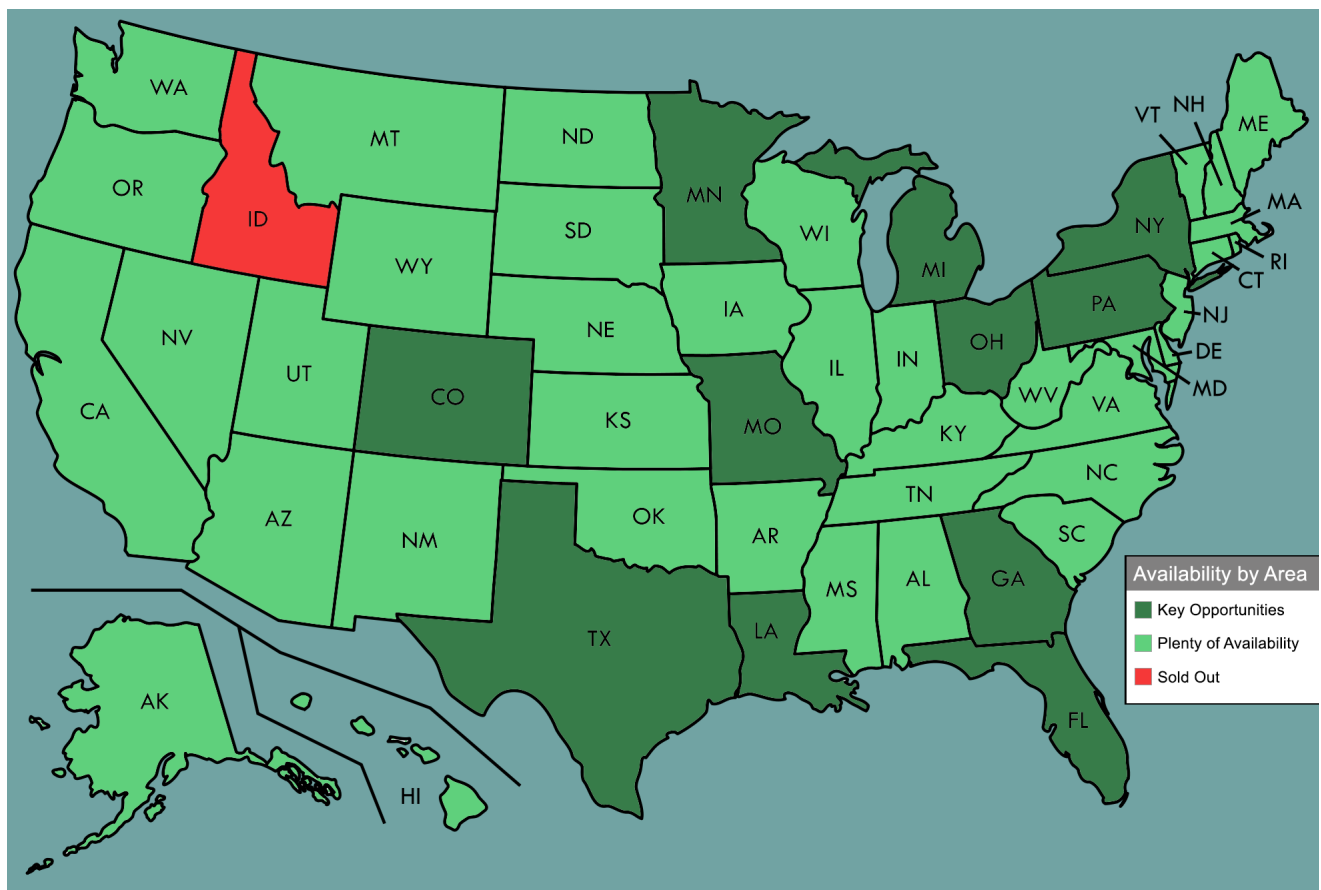 WA
MT
ND
MN
VT
NH
ME
OR
ID
SD
WI
MI
NY
MA
RI
CT
WY
IA
PA
NJ
NV
NE
OH
DE
UT
IL
IN
MD
CA
CO
KS
MO
WV
VA
KY
AZ
NM
OK
AR
TN
NC
SC
MS
AL
GA
TX
LA
FL
AK
HI
Availability by Area
Key Opportunities
Plenty of Availability
Sold Out